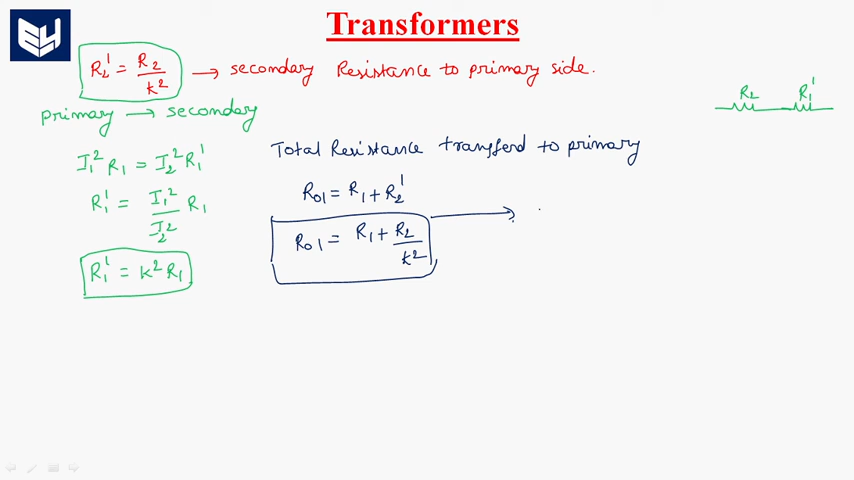 Transformers
R₂' = R₂/K² → secondary Resistance to primary side.
primary → secondary
R₂ R₁'
I₁² R₁ = I₂² R₁'
R₁' = I₁²/I₂² R₁
R₁' = K² R₁
Total Resistance transferd to primary
R₀₁ = R₁ + R₂'
R₀₁ = R₁ + R₂/K² →